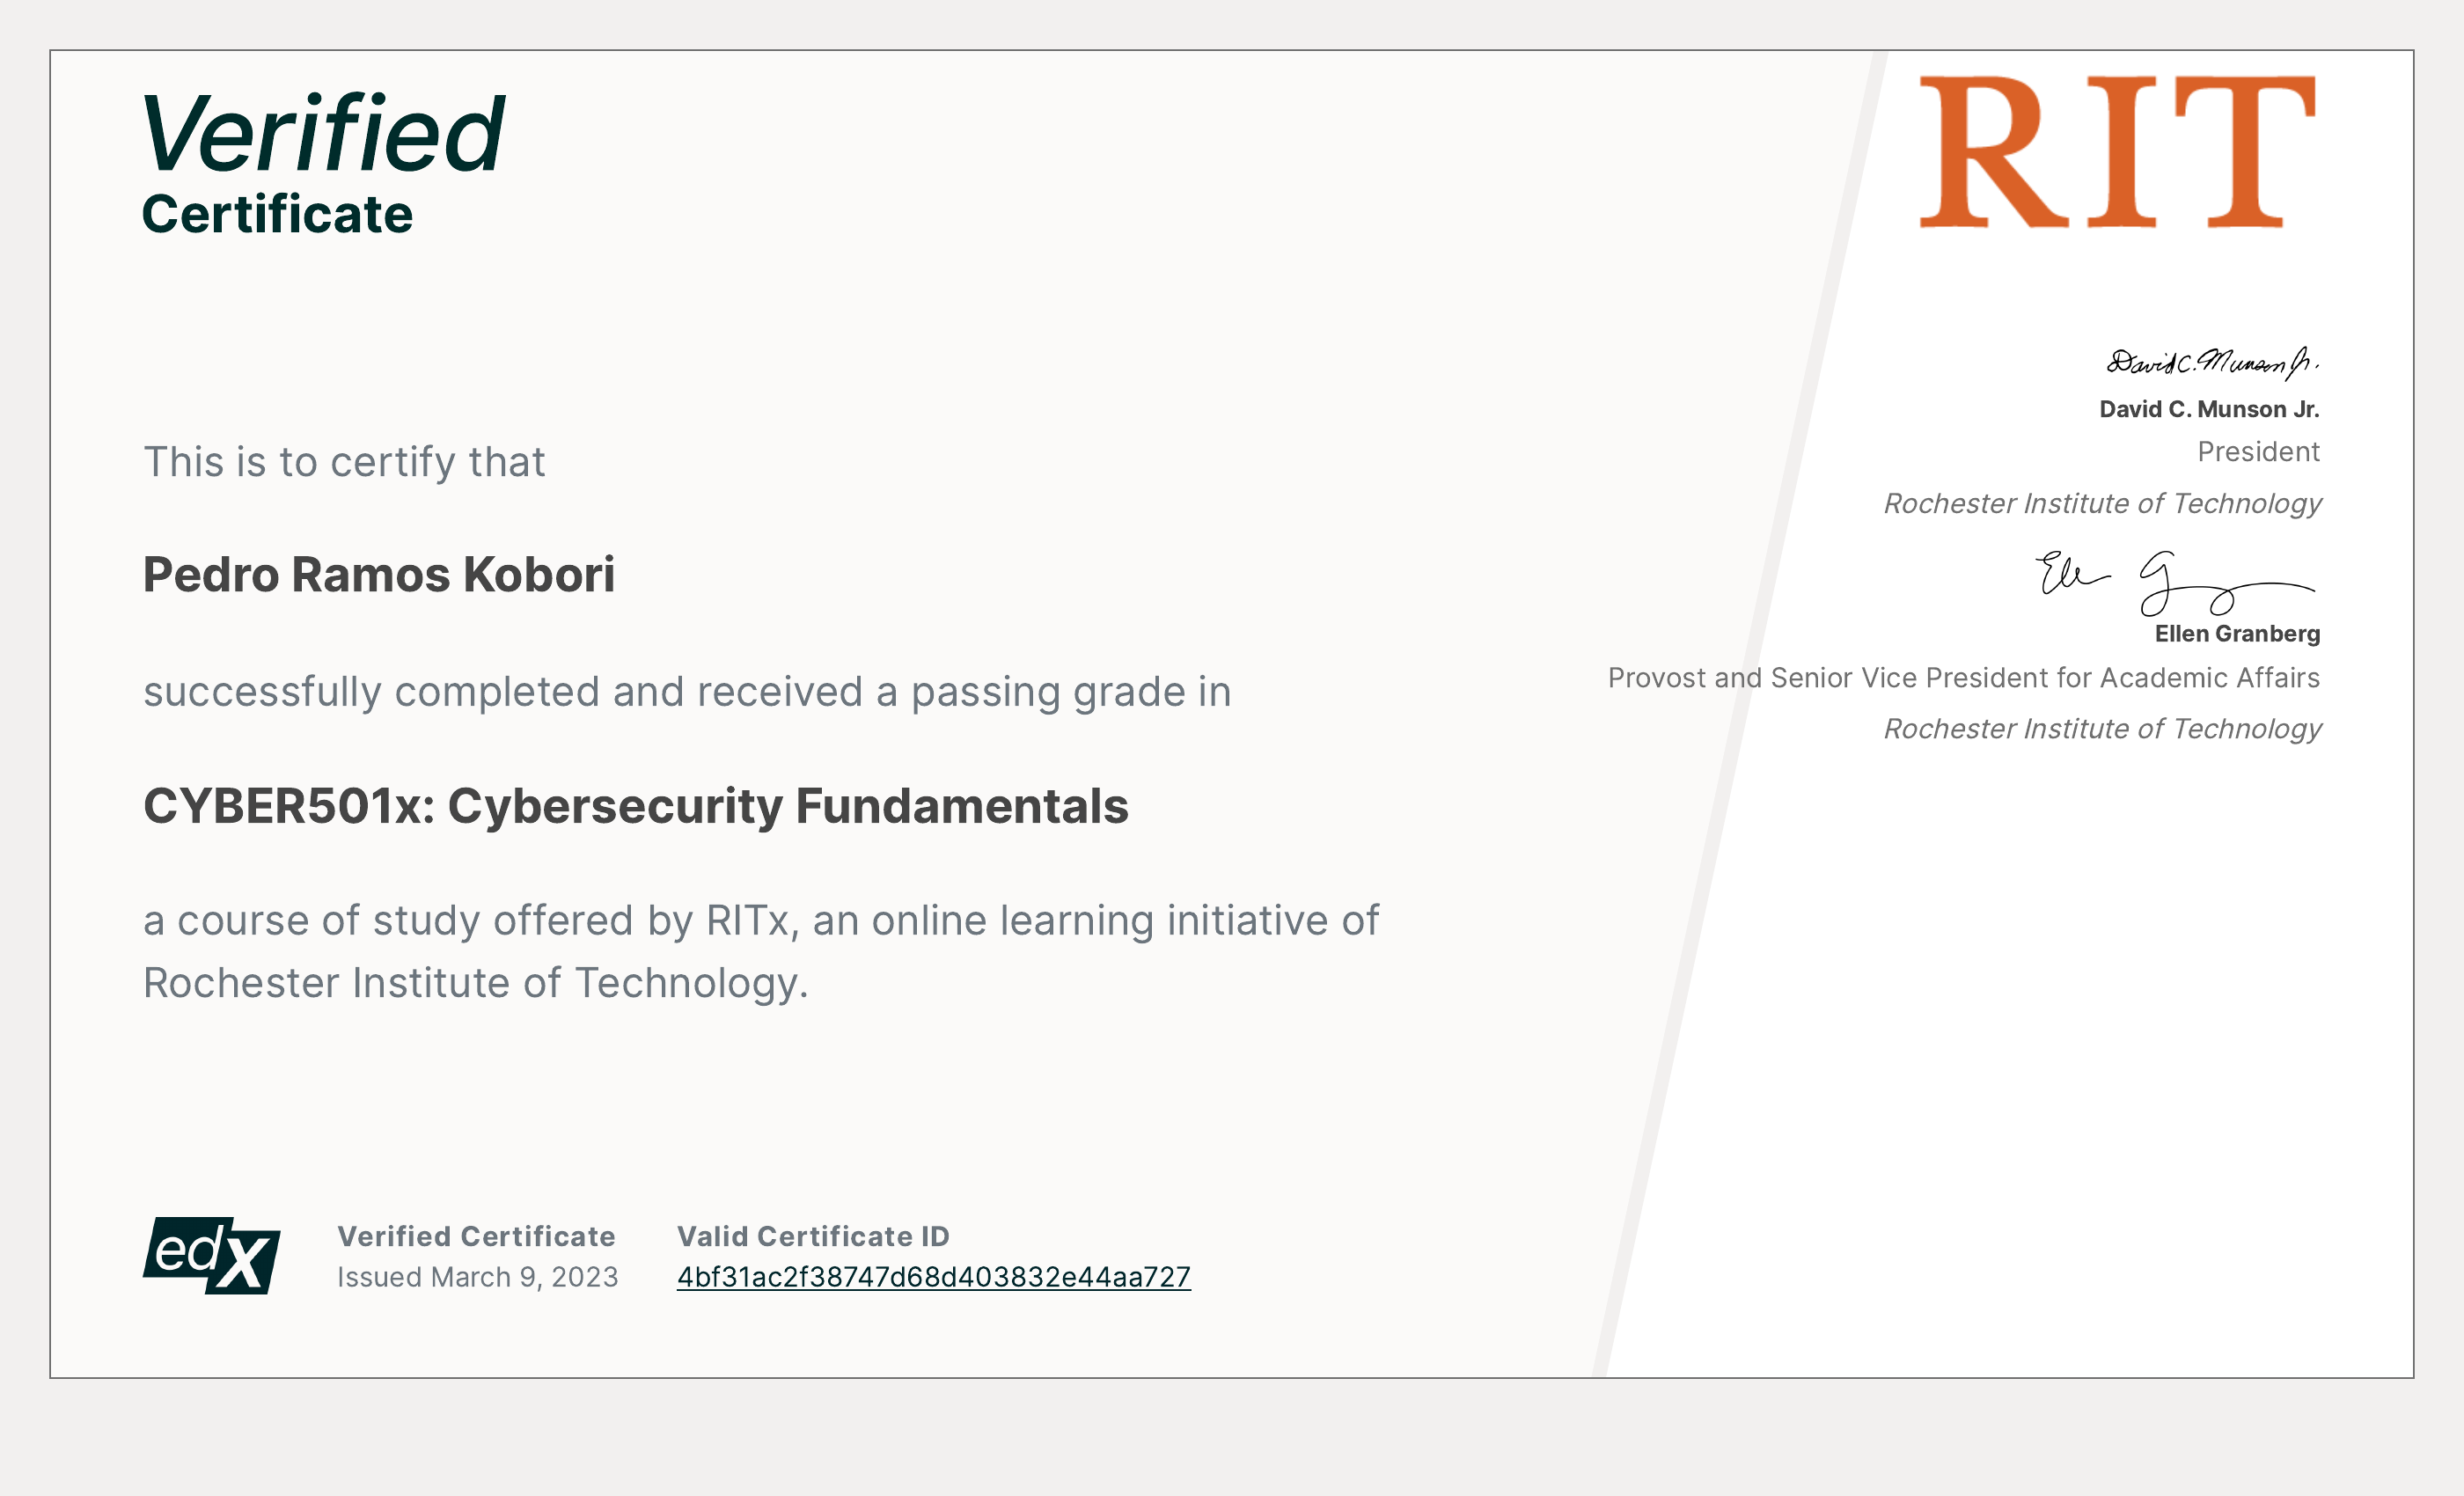 Verified
Certificate
RIT
This is to certify that
Pedro Ramos Kobori
successfully completed and received a passing grade in
CYBER501x: Cybersecurity Fundamentals
a course of study offered by RITx, an online learning initiative of
Rochester Institute of Technology.
David C. Munson Jr.
David C. Munson Jr.
President
Rochester Institute of Technology
Ellen Granberg
Provost and Senior Vice President for Academic Affairs
Rochester Institute of Technology
edX
Verified Certificate
Issued March 9, 2023
Valid Certificate ID
4bf31ac2f38747d68d403832e44aa727